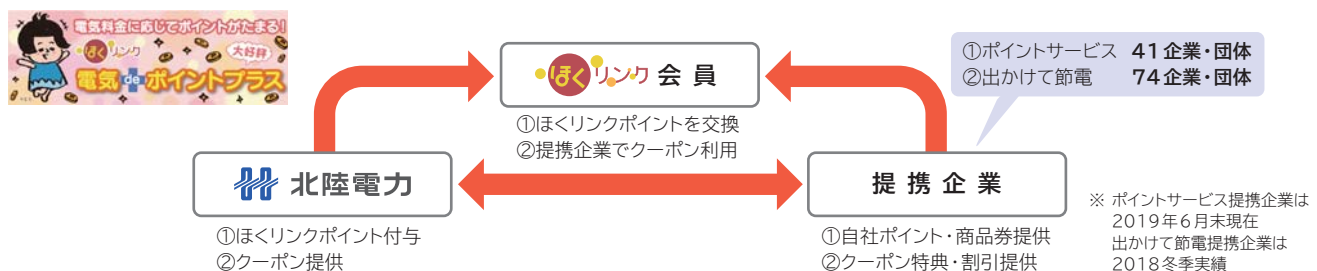 電気料金に応じてポイントがたまる!
ほくリンク
大好評
電気deポイントプラス
ほくリンク 会員
①ほくリンクポイントを交換
②提携企業でクーポン利用
①ポイントサービス 41企業・団体
②出かけて節電 74企業・団体
北陸電力
①ほくリンクポイント付与
②クーポン提供
提携企業
①自社ポイント・商品券提供
②クーポン特典・割引提供
※ ポイントサービス提携企業は
2019年6月末現在
出かけて節電提携企業は
2018冬季実績